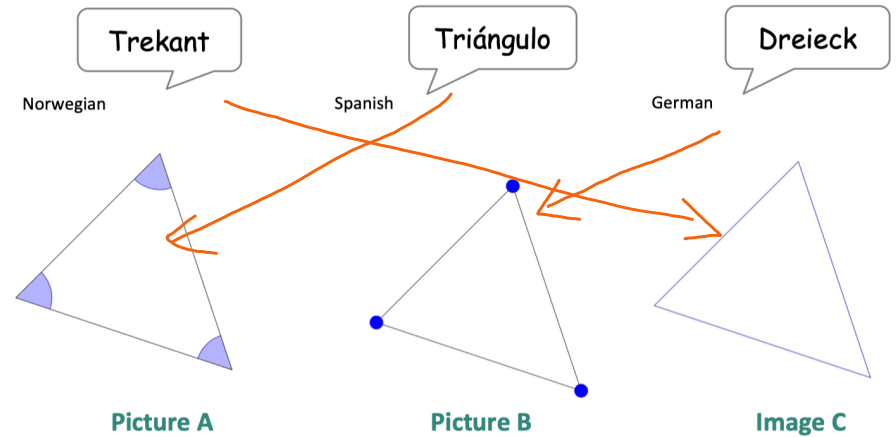 Trekant
Triángulo
Dreieck
Norwegian
Spanish
German
Picture A
Picture B
Image C